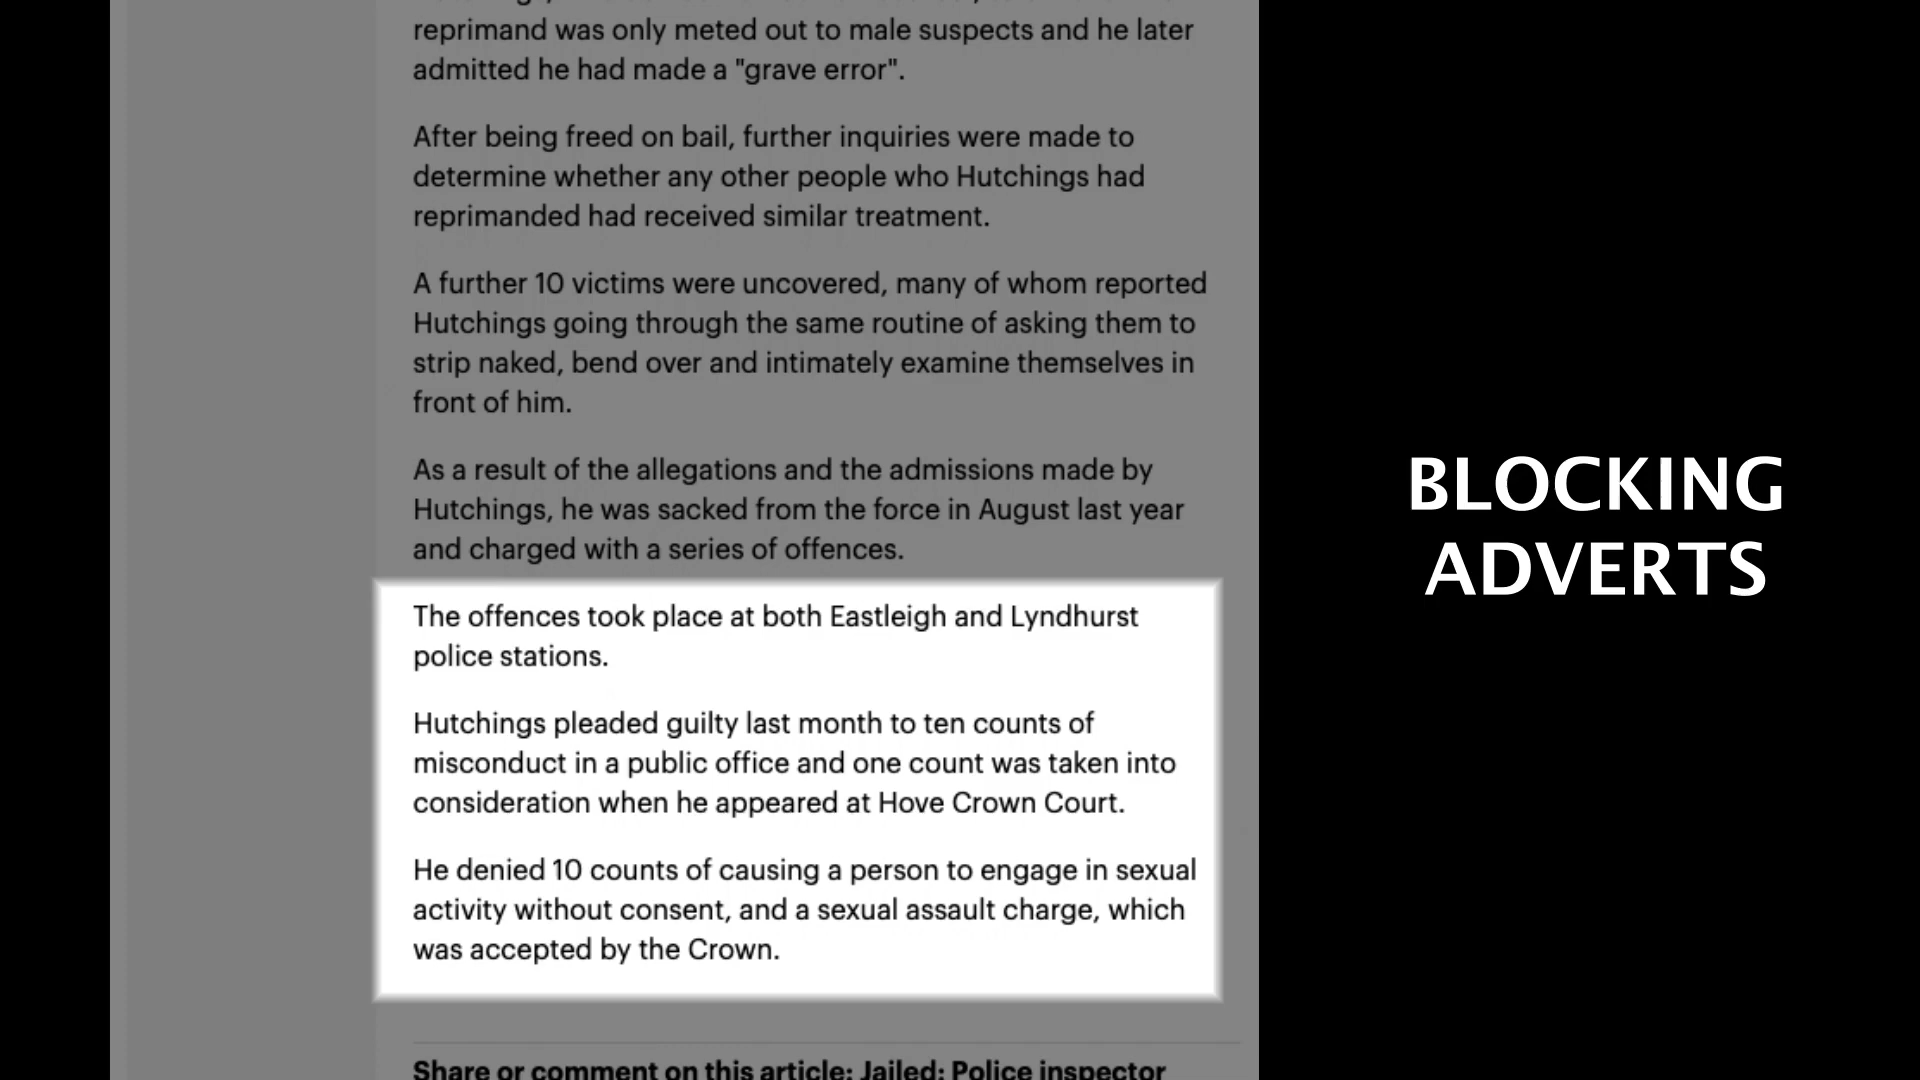 reprimand was only meted out to male suspects and he later
admitted he had made a "grave error".
After being freed on bail, further inquiries were made to
determine whether any other people who Hutchings had
reprimanded had received similar treatment.
A further 10 victims were uncovered, many of whom reported
Hutchings going through the same routine of asking them to
strip naked, bend over and intimately examine themselves in
front of him.
As a result of the allegations and the admissions made by
Hutchings, he was sacked from the force in August last year
and charged with a series of offences.
The offences took place at both Eastleigh and Lyndhurst
police stations.
Hutchings pleaded guilty last month to ten counts of
misconduct in a public office and one count was taken into
consideration when he appeared at Hove Crown Court.
He denied 10 counts of causing a person to engage in sexual
activity without consent, and a sexual assault charge, which
was accepted by the Crown.
Share or comment on this article: Jailed: Police inspector
BLOCKING
ADVERTS